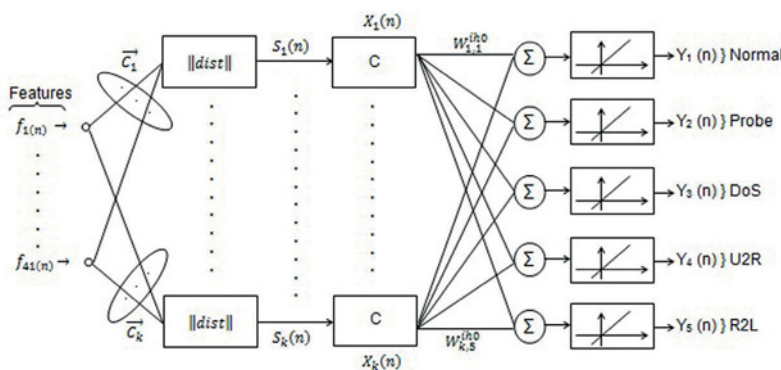 X₁(n)
C₁
‖dist‖
S₁(n)
C
W₁,₁ⁱʰ⁰
Σ
Y₁ (n) } Normal
Features
f₁₍ₙ₎ →
Σ
Y₂ (n) } Probe
Σ
Y₃ (n) } DoS
f₄₁₍ₙ₎→
Σ
Y₄ (n) } U2R
Cₖ
‖dist‖
Sₖ(n)
C
Wₖ,₅ⁱʰ⁰
Σ
Y₅ (n) } R2L
Xₖ(n)